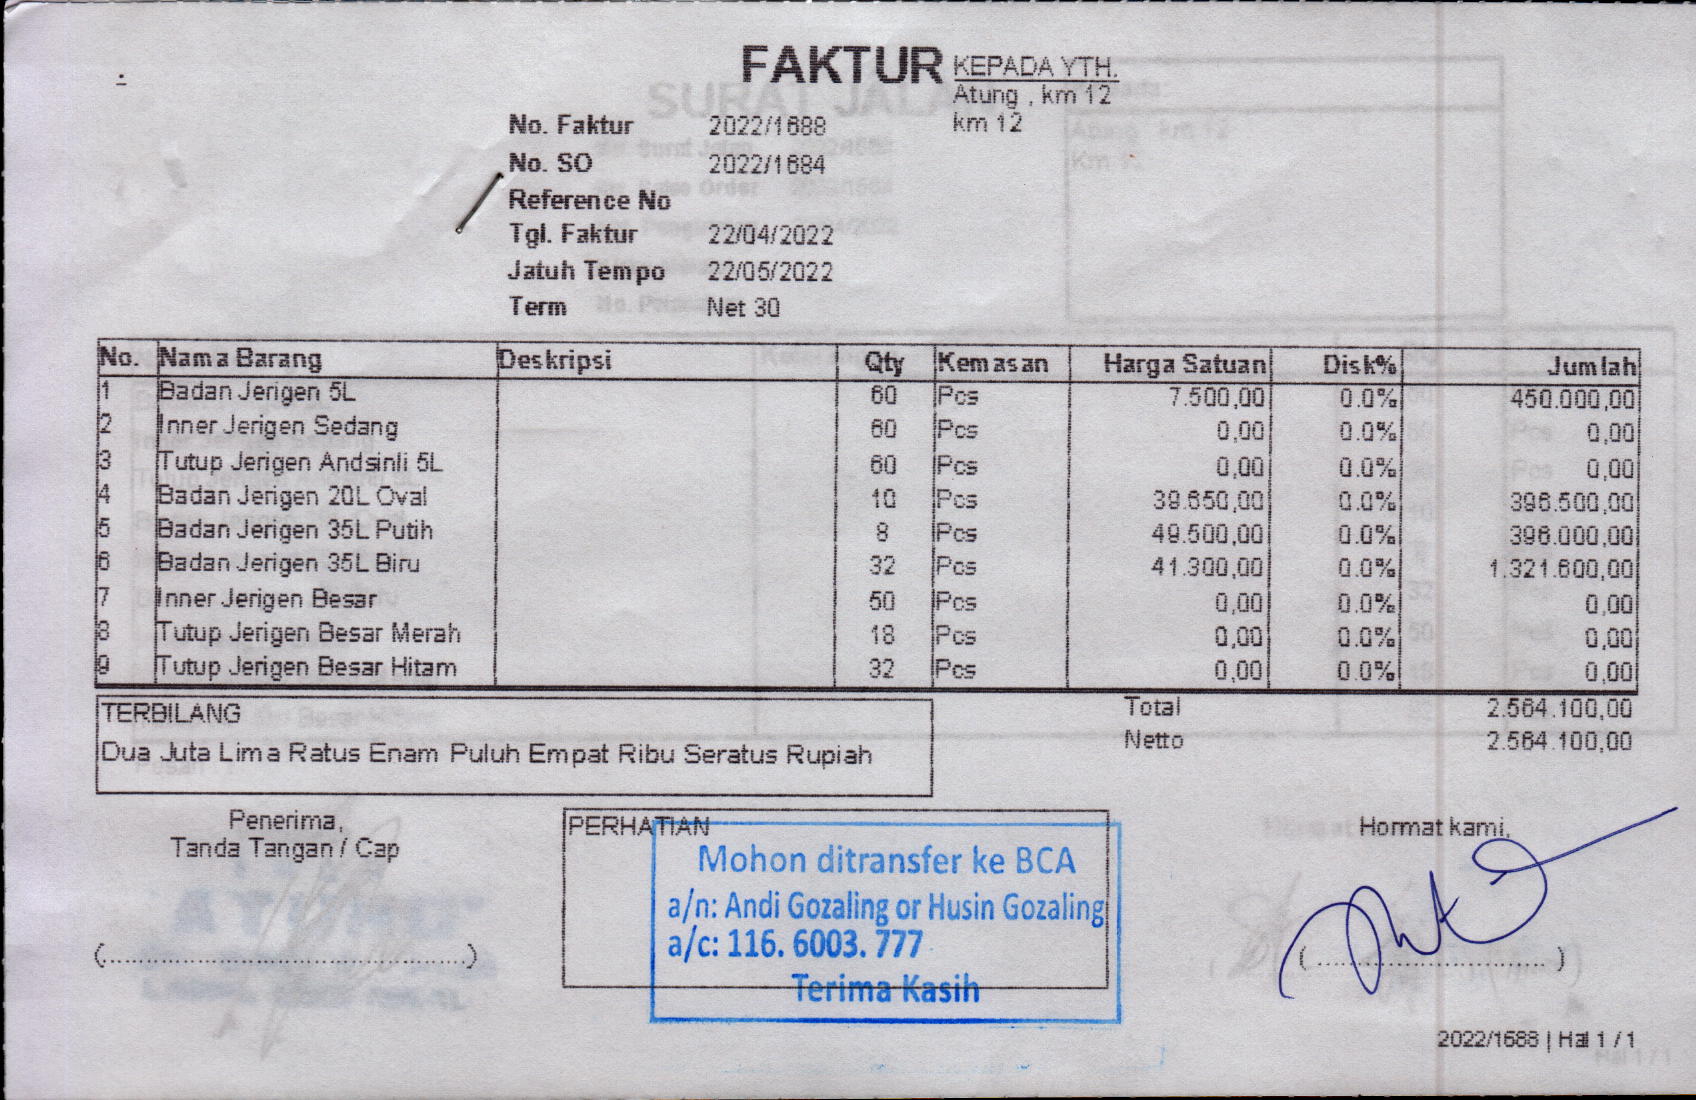 FAKTUR
KEPADA YTH.
Atung , km 12
km 12
No. Faktur 2022/1688
No. SO 2022/1684
Reference No
Tgl. Faktur 22/04/2022
Jatuh Tempo 22/05/2022
Term Net 30
No. Nama Barang Deskripsi Qty Kemasan Harga Satuan Disk% Jumlah
1 Badan Jerigen 5L 60 Pcs 7.500,00 0.0% 450.000,00
2 Inner Jerigen Sedang 60 Pcs 0,00 0.0% 0,00
3 Tutup Jerigen Andsinli 5L 60 Pcs 0,00 0.0% 0,00
4 Badan Jerigen 20L Oval 10 Pcs 39.650,00 0.0% 396.500,00
5 Badan Jerigen 35L Putih 8 Pcs 49.500,00 0.0% 396.000,00
6 Badan Jerigen 35L Biru 32 Pcs 41.300,00 0.0% 1.321.600,00
7 Inner Jerigen Besar 50 Pcs 0,00 0.0% 0,00
8 Tutup Jerigen Besar Merah 18 Pcs 0,00 0.0% 0,00
9 Tutup Jerigen Besar Hitam 32 Pcs 0,00 0.0% 0,00
Total 2.564.100,00
Netto 2.564.100,00
TERBILANG
Dua Juta Lima Ratus Enam Puluh Empat Ribu Seratus Rupiah
Penerima,
Tanda Tangan / Cap
PERHATIAN
Mohon ditransfer ke BCA
a/n: Andi Gozaling or Husin Gozaling
a/c: 116. 6003. 777
Terima Kasih
Hormat kami,
2022/1688 | Hal 1 / 1